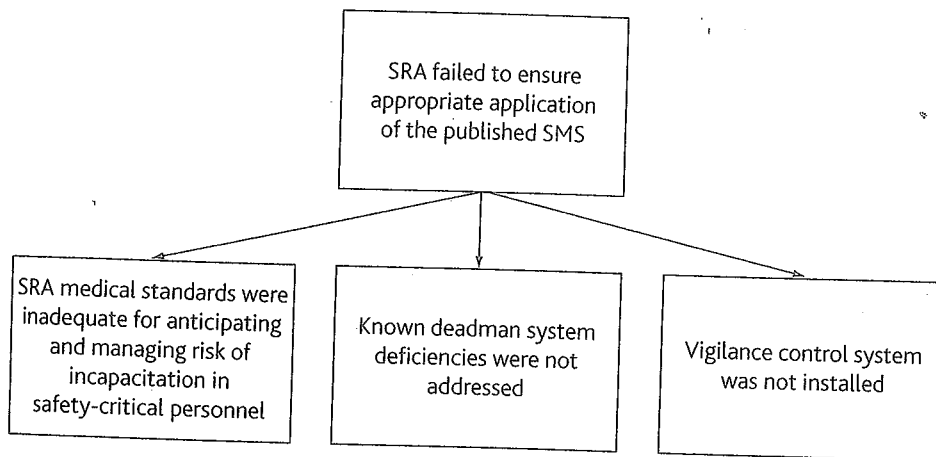 SRA failed to ensure
appropriate application
of the published SMS
SRA medical standards were
inadequate for anticipating
and managing risk of
incapacitation in
safety-critical personnel
Known deadman system
deficiencies were not
addressed
Vigilance control system
was not installed